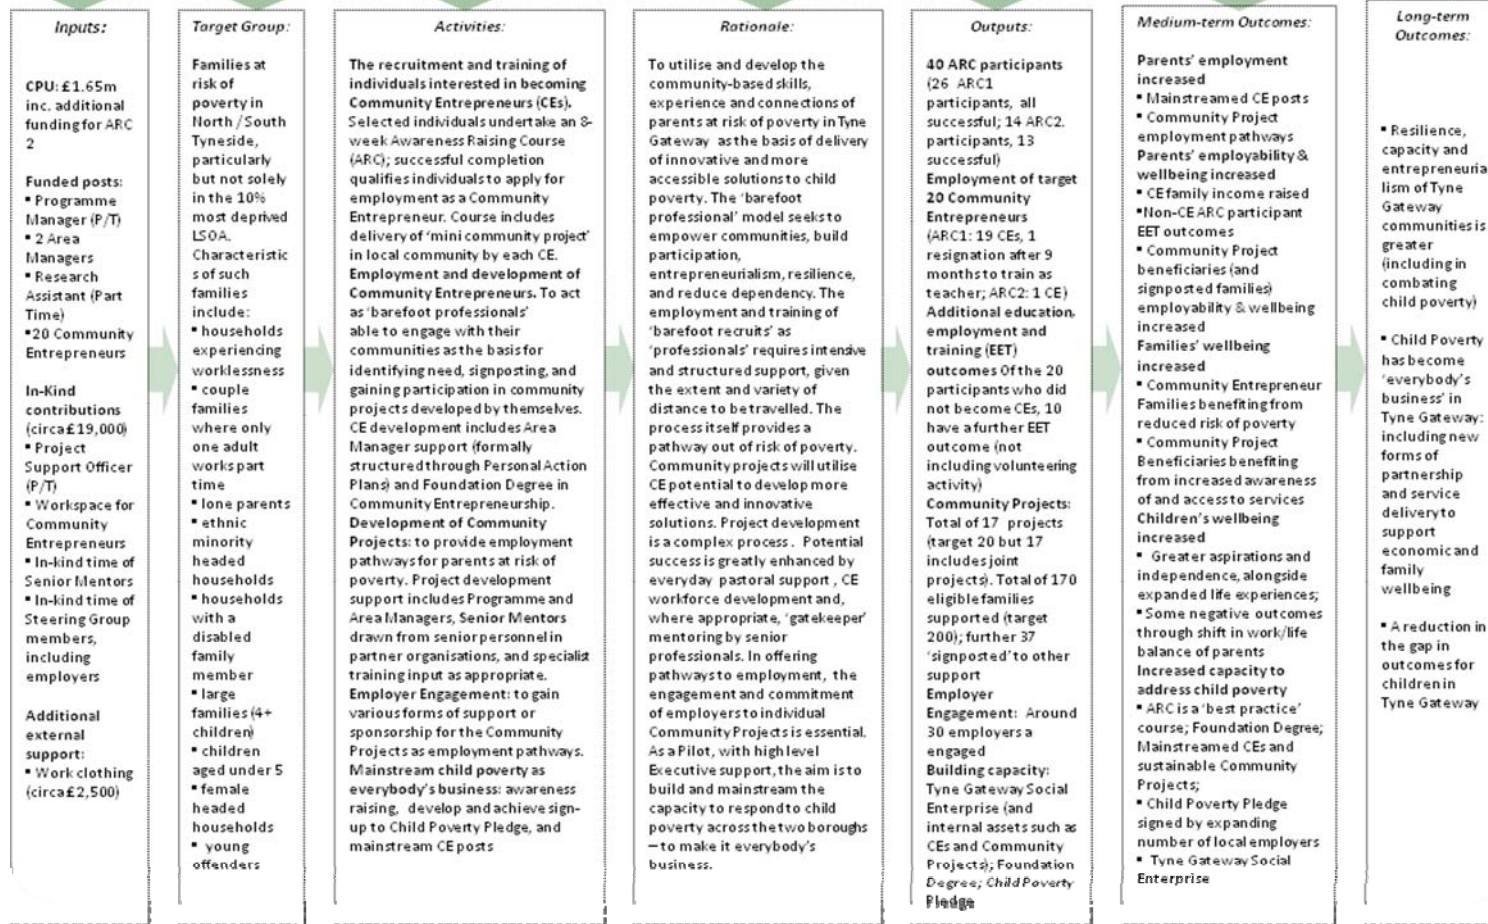 Inputs:
CPU: £1.65m
inc. additional
funding for ARC
2
Funded posts:
▪ Programme
Manager (P/T)
▪ 2 Area
Managers
▪ Research
Assistant (Part
Time)
▪20 Community
Entrepreneurs
In-Kind
contributions
(circa £19,000)
▪ Project
Support Officer
(P/T)
▪ Workspace for
Community
Entrepreneurs
▪ In-kind time of
Senior Mentors
▪ In-kind time of
Steering Group
members,
including
employers
Additional
external
support:
▪ Work clothing
(circa £2,500)
Target Group:
Families at
risk of
poverty in
North / South
Tyneside,
particularly
but not solely
in the 10%
most deprived
LSOA.
Characteristic
s of such
families
include:
▪ households
experiencing
worklessness
▪ couple
families
where only
one adult
works part
time
▪ lone parents
▪ ethnic
minority
headed
households
▪ households
with a
disabled
family
member
▪ large
families (4+
children)
▪ children
aged under 5
▪ female
headed
households
▪ young
offenders
Activities:
The recruitment and training of
individuals interested in becoming
Community Entrepreneurs (CEs).
Selected individuals undertake an 8-
week Awareness Raising Course
(ARC); successful completion
qualifies individuals to apply for
employment as a Community
Entrepreneur. Course includes
delivery of 'mini community project'
in local community by each CE.
Employment and development of
Community Entrepreneurs. To act
as 'barefoot professionals'
able to engage with their
communities as the basis for
identifying need, signposting, and
gaining participation in community
projects developed by themselves.
CE development includes Area
Manager support (formally
structured through Personal Action
Plans) and Foundation Degree in
Community Entrepreneurship.
Development of Community
Projects: to provide employment
pathways for parents at risk of
poverty. Project development
support includes Programme and
Area Managers, Senior Mentors
drawn from senior personnel in
partner organisations, and specialist
training input as appropriate.
Employer Engagement: to gain
various forms of support or
sponsorship for the Community
Projects as employment pathways.
Mainstream child poverty as
everybody's business: awareness
raising, develop and achieve sign-
up to Child Poverty Pledge, and
mainstream CE posts
Rationale:
To utilise and develop the
community-based skills,
experience and connections of
parents at risk of poverty in Tyne
Gateway as the basis of delivery
of innovative and more
accessible solutions to child
poverty. The 'barefoot
professional' model seeks to
empower communities, build
participation,
entrepreneurialism, resilience,
and reduce dependency. The
employment and training of
'barefoot recruits' as
'professionals' requires intensive
and structured support, given
the extent and variety of
distance to be travelled. The
process itself provides a
pathway out of risk of poverty.
Community projects will utilise
CE potential to develop more
effective and innovative
solutions. Project development
is a complex process . Potential
success is greatly enhanced by
everyday pastoral support , CE
workforce development and,
where appropriate, 'gatekeeper'
mentoring by senior
professionals. In offering
pathways to employment, the
engagement and commitment
of employers to individual
Community Projects is essential.
As a Pilot, with high level
Executive support, the aim is to
build and mainstream the
capacity to respond to child
poverty across the two boroughs
– to make it everybody's
business.
Outputs:
40 ARC participants
(26 ARC1
participants, all
successful; 14 ARC2.
participants, 13
successful)
Employment of target
20 Community
Entrepreneurs
(ARC1: 19 CEs, 1
resignation after 9
months to train as
teacher; ARC2: 1 CE)
Additional education,
employment and
training (EET)
outcomes Of the 20
participants who did
not become CEs, 10
have a further EET
outcome (not
including volunteering
activity)
Community Projects:
Total of 17 projects
(target 20 but 17
includes joint
projects). Total of 170
eligible families
supported (target
200); further 37
'signposted' to other
support
Employer
Engagement: Around
30 employers a
engaged
Building capacity:
Tyne Gateway Social
Enterprise (and
internal assets such as
CEs and Community
Projects); Foundation
Degree; Child Poverty
Pledge
Medium-term Outcomes:
Parents' employment
increased
▪ Mainstreamed CE posts
▪ Community Project
employment pathways
Parents' employability &
wellbeing increased
▪ CE family income raised
▪Non-CE ARC participant
EET outcomes
▪ Community Project
beneficiaries (and
signposted families)
employability & wellbeing
increased
Families' wellbeing
increased
▪ Community Entrepreneur
Families benefiting from
reduced risk of poverty
▪ Community Project
Beneficiaries benefiting
from increased awareness
of and access to services
Children's wellbeing
increased
▪ Greater aspirations and
independence, alongside
expanded life experiences;
▪Some negative outcomes
through shift in work/life
balance of parents
Increased capacity to
address child poverty
▪ ARC is a 'best practice'
course; Foundation Degree;
Mainstreamed CEs and
sustainable Community
Projects;
▪ Child Poverty Pledge
signed by expanding
number of local employers
▪ Tyne Gateway Social
Enterprise
Long-term
Outcomes:
▪ Resilience,
capacity and
entrepreneuria
lism of Tyne
Gateway
communities is
greater
(including in
combating
child poverty)
▪ Child Poverty
has become
'everybody's
business' in
Tyne Gateway:
including new
forms of
partnership
and service
delivery to
support
economic and
family
wellbeing
▪ A reduction in
the gap in
outcomes for
children in
Tyne Gateway